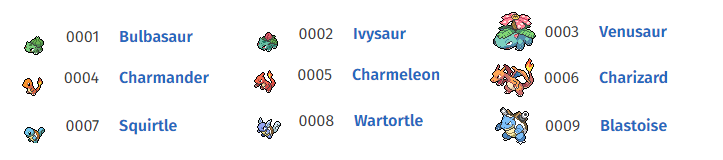 0001 Bulbasaur 0002 Ivysaur 0003 Venusaur
0004 Charmander 0005 Charmeleon 0006 Charizard
0007 Squirtle 0008 Wartortle 0009 Blastoise